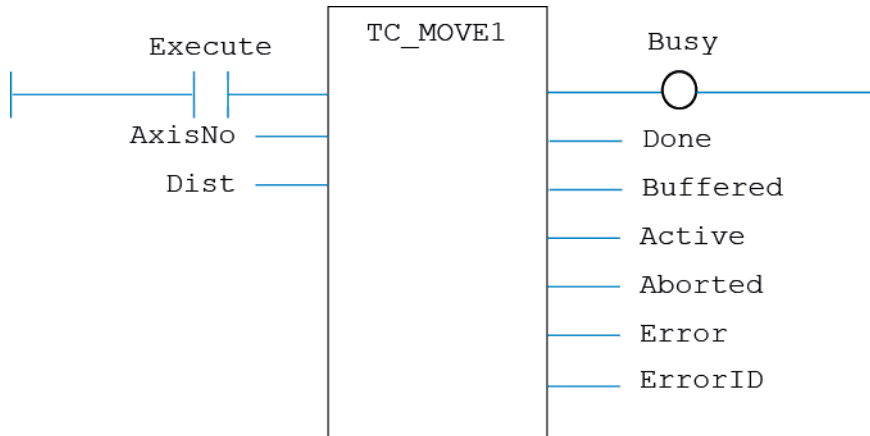 TC_MOVE1
Execute
Busy
AxisNo
Done
Dist
Buffered
Active
Aborted
Error
ErrorID